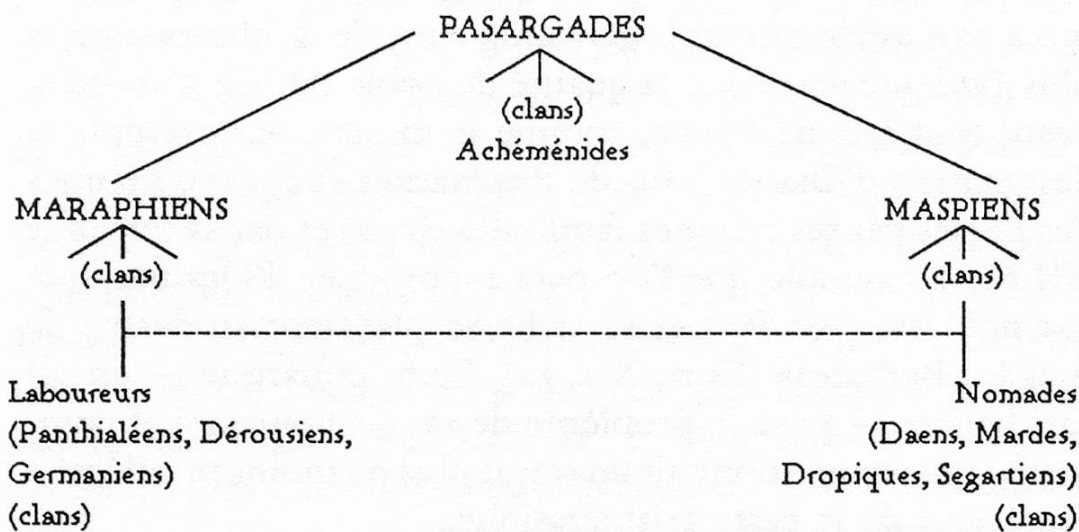 PASARGADES
(clans)
Achéménides
MARAPHIENS
MASPIENS
(clans)
(clans)
Laboureurs
(Panthialéens, Dérousiens,
Germaniens)
(clans)
Nomades
(Daens, Mardes,
Dropiques, Segartiens)
(clans)